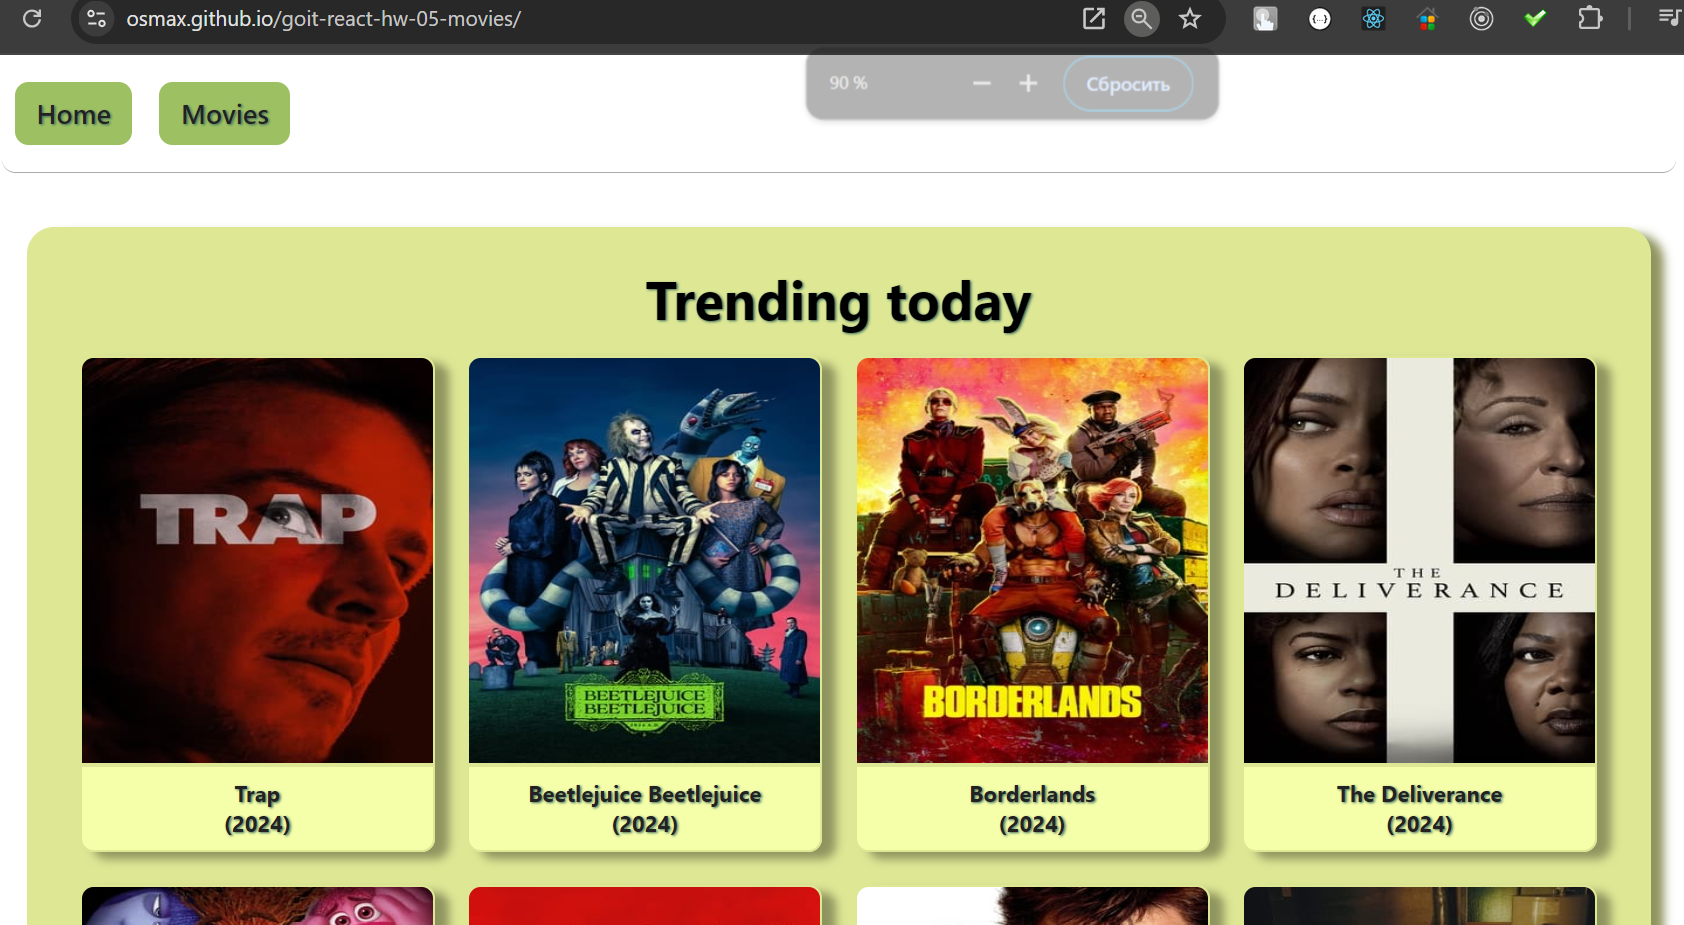 osmax.github.io/goit-react-hw-05-movies/
90 %
Сбросить
Home
Movies
Trending today
TRAP
BEETLEJUICE
BEETLEJUICE
BORDERLANDS
THE
DELIVERANCE
Trap
(2024)
Beetlejuice Beetlejuice
(2024)
Borderlands
(2024)
The Deliverance
(2024)